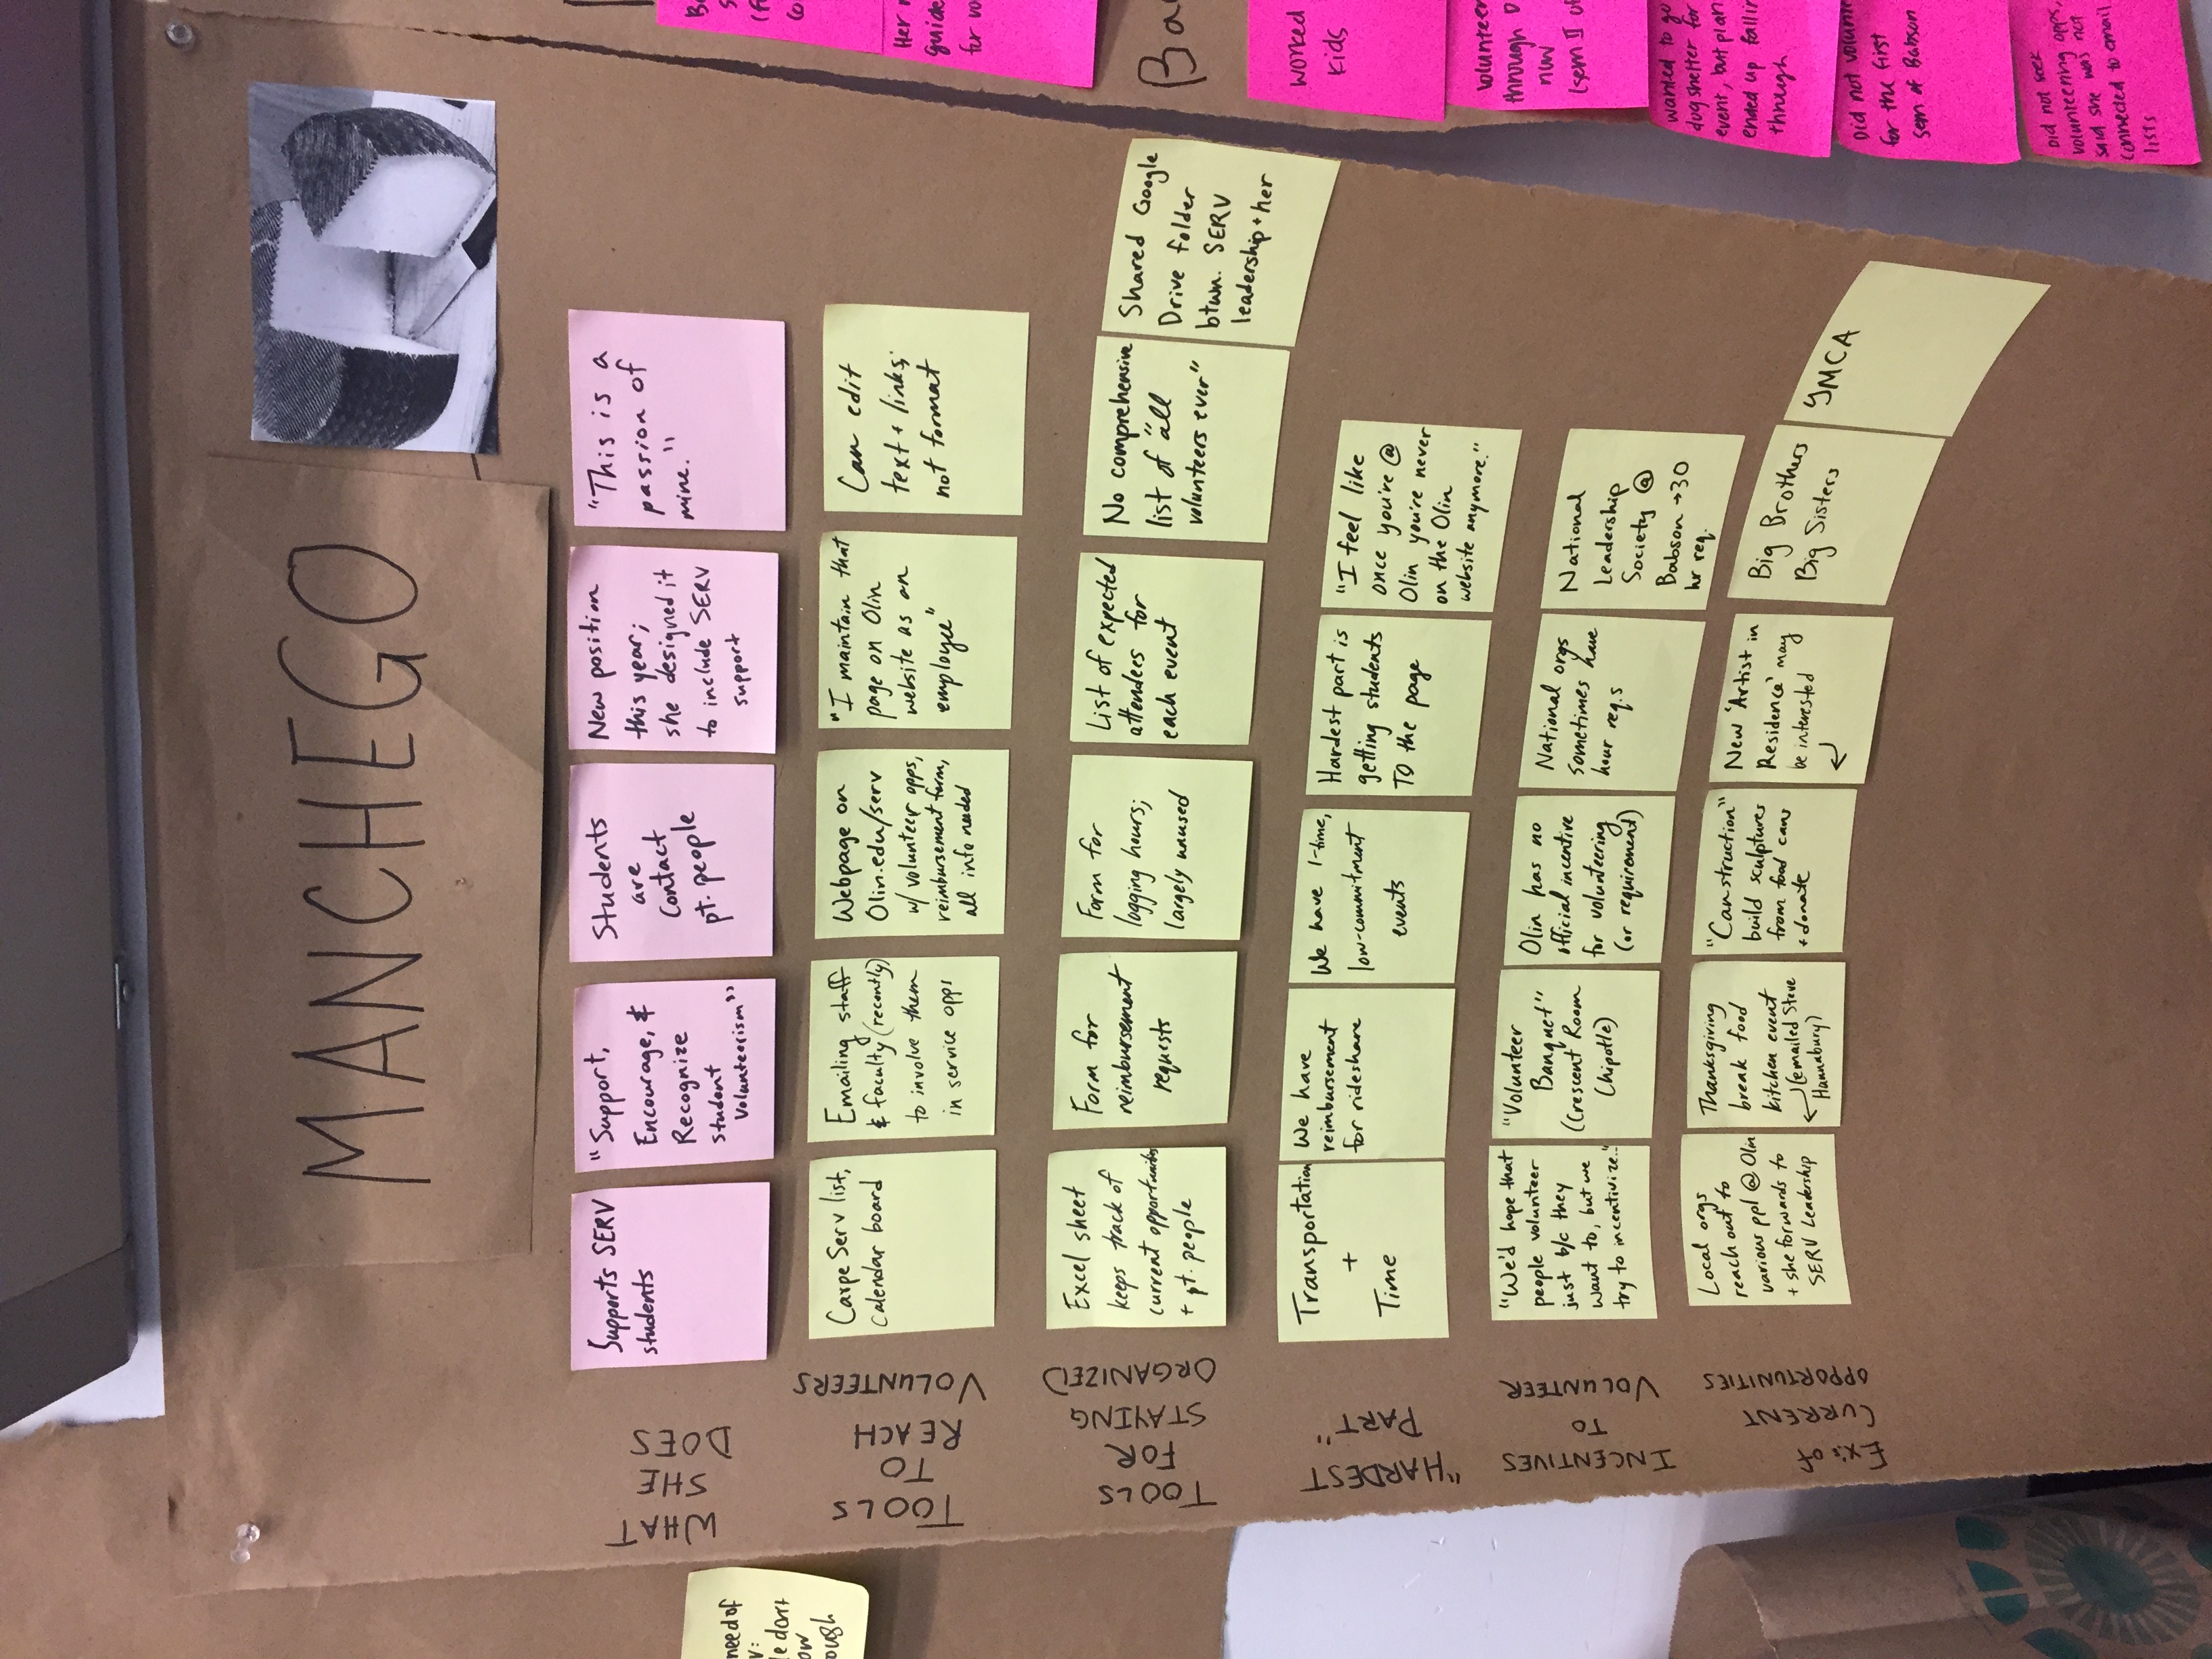 MANCHEGO
WHAT
SHE
DOES
Supports SERV
students
"Support,
Encourage, &
Recognize
student
Volunteerism"
Students
are
Contact
pt. people
New position
this year;
she designed it
to include SERV
support
"This is a
passion of
mine."
TOOLS
TO
REACH
VOLUNTEERS
Carpe Serv list,
Calendar board
Emailing staff
& faculty (recently)
to involve them
in service opps
Webpage on
Olin.edu/serv
w/ volunteer opps,
reimbursement form,
all info needed
"I maintain that
page on Olin
website as an
employee"
Can edit
text + links;
not format
TOOLS
FOR
STAYING
ORGANIZED
Excel sheet
keeps track of
current opportunities
+ pt. people
Form for
reimbursement
requests
Form for
logging hours;
largely unused
List of expected
attendees for
each event
No comprehensive
list of "all
volunteers ever"
Shared Google
Drive folder
btwn. SERV
leadership + her
"HARDEST
PART"
Transportation
+
Time
We have
reimbursement
for rideshare
We have 1-time,
low-commitment
events
Hardest part is
getting students
TO the page
"I feel like
once you're @
Olin you're never
on the Olin
website anymore."
INCENTIVES
TO
VOLUNTEER
"We'd hope that
people volunteer
just b/c they
want to, but we
try to incentivize."
"Volunteer
Banquet"
(Crescent Room
Chipotle)
Olin has no
official incentive
for volunteering
(or requirement)
National orgs
sometimes have
hour req.s
National
Leadership
Society @
Babson → 30
hr req.
Ex's of
CURRENT
OPPORTUNITIES
Local orgs
reach out to
various ppl @ Olin
+ she forwards to
SERV Leadership
Thanksgiving
break food
kitchen event
(emailed Steve
Hannabury)
"Canstruction"
build sculptures
from food cans
+ donate
New 'Artist in
Residence' may
be interested
Big Brothers
Big Sisters
YMCA
need of
V:
don't
ow
ough
Her
guide
for vo
Ba
worked
kids
Volunteer
through D
now
(sem II of
wanted to go
dog shelter for
event, but plan
ended up fallin
through
Did not volunt
for the first
sem of Babson
Did not seek
volunteering opps,
said she was not
connected to email
lists